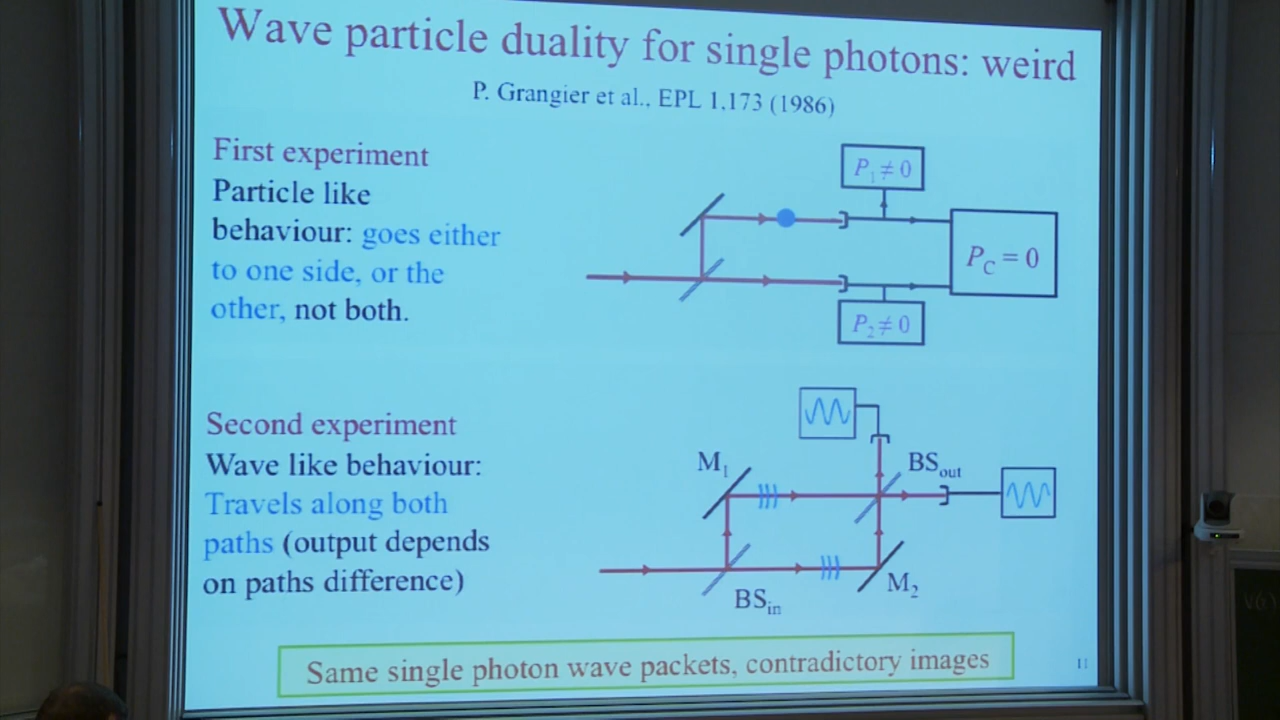 Wave particle duality for single photons: weird
P. Grangier et al., EPL 1,173 (1986)
First experiment
Particle like
behaviour: goes either
to one side, or the
other, not both.
P₁ ≠ 0
P_C = 0
P₂ ≠ 0
Second experiment
Wave like behaviour:
Travels along both
paths (output depends
on paths difference)
M₁
BS_out
BS_in
M₂
Same single photon wave packets, contradictory images
11